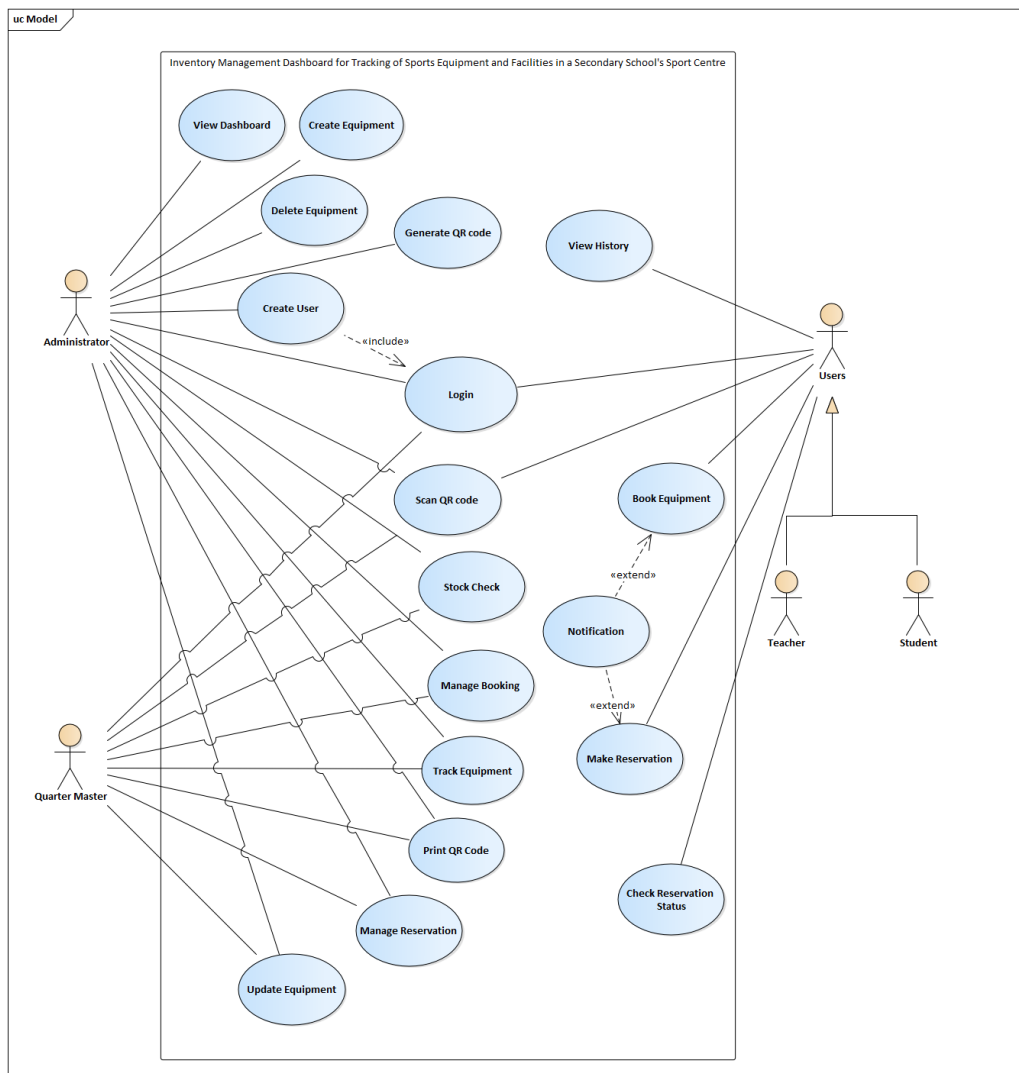 uc Model
Inventory Management Dashboard for Tracking of Sports Equipment and Facilities in a Secondary School's Sport Centre
View Dashboard
Create Equipment
Delete Equipment
Generate QR code
View History
Create User
Administrator
«include»
Users
Login
Scan QR code
Book Equipment
«extend»
Stock Check
Notification
Teacher
Student
Manage Booking
«extend»
Make Reservation
Track Equipment
Quarter Master
Print QR Code
Check Reservation
Status
Manage Reservation
Update Equipment